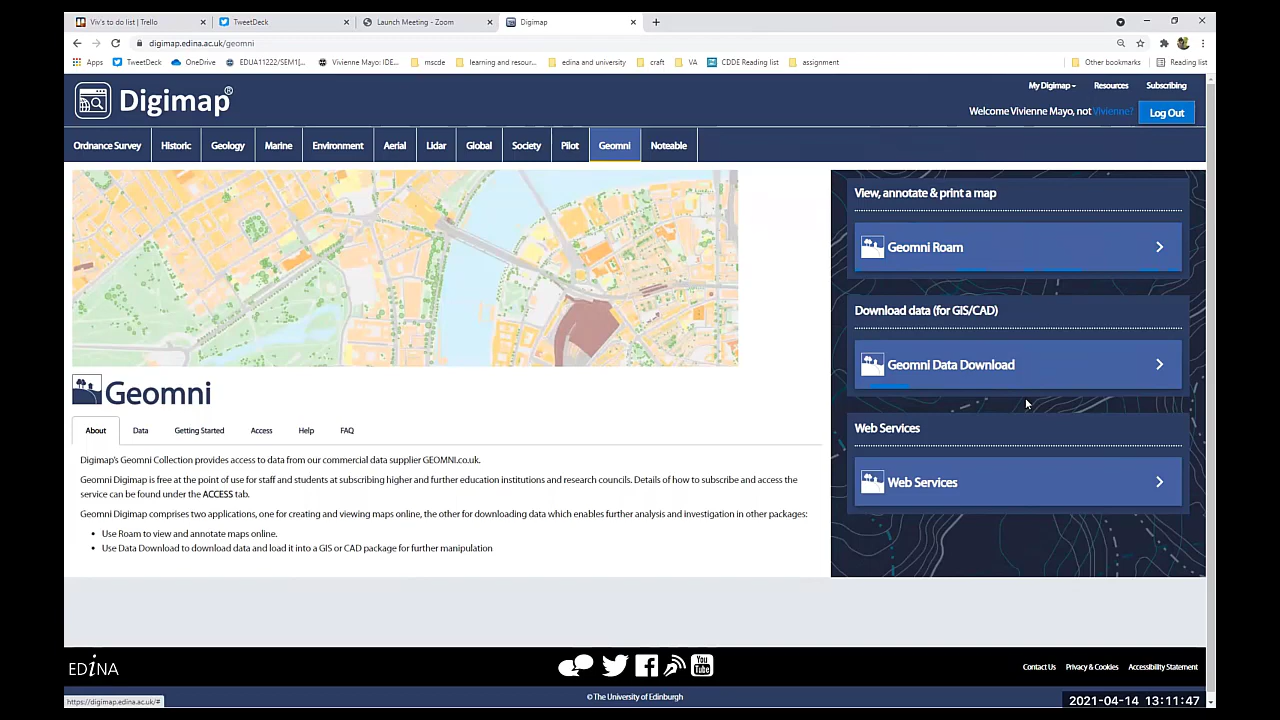 Viv's to do list | Trello
TweetDeck
Launch Meeting - Zoom
Digimap
digimap.edina.ac.uk/geomni
Apps
TweetDeck
OneDrive
EDUA11222/SEM1[...
Vivienne Mayo: IDE...
mscde
learning and resour...
edina and university
craft
VA
CDDE Reading list
assignment
Other bookmarks
Reading list
Digimap®
My Digimap
Resources
Subscribing
Welcome Vivienne Mayo, not Vivienne?
Log Out
Ordnance Survey
Historic
Geology
Marine
Environment
Aerial
Lidar
Global
Society
Pilot
Geomni
Noteable
View, annotate & print a map
Geomni Roam
Download data (for GIS/CAD)
Geomni Data Download
Web Services
Web Services
Geomni
About
Data
Getting Started
Access
Help
FAQ
Digimap's Geomni Collection provides access to data from our commercial data supplier GEOMNI.co.uk.
Geomni Digimap is free at the point of use for staff and students at subscribing higher and further education institutions and research councils. Details of how to subscribe and access the
service can be found under the ACCESS tab.
Geomni Digimap comprises two applications, one for creating and viewing maps online, the other for downloading data which enables further analysis and investigation in other packages:
• Use Roam to view and annotate maps online.
• Use Data Download to download data and load it into a GIS or CAD package for further manipulation
EDINA
You
Tube
Contact Us
Privacy & Cookies
Accessibility Statement
© The University of Edinburgh
https://digimap.edina.ac.uk/#
2021-04-14 13:11:47